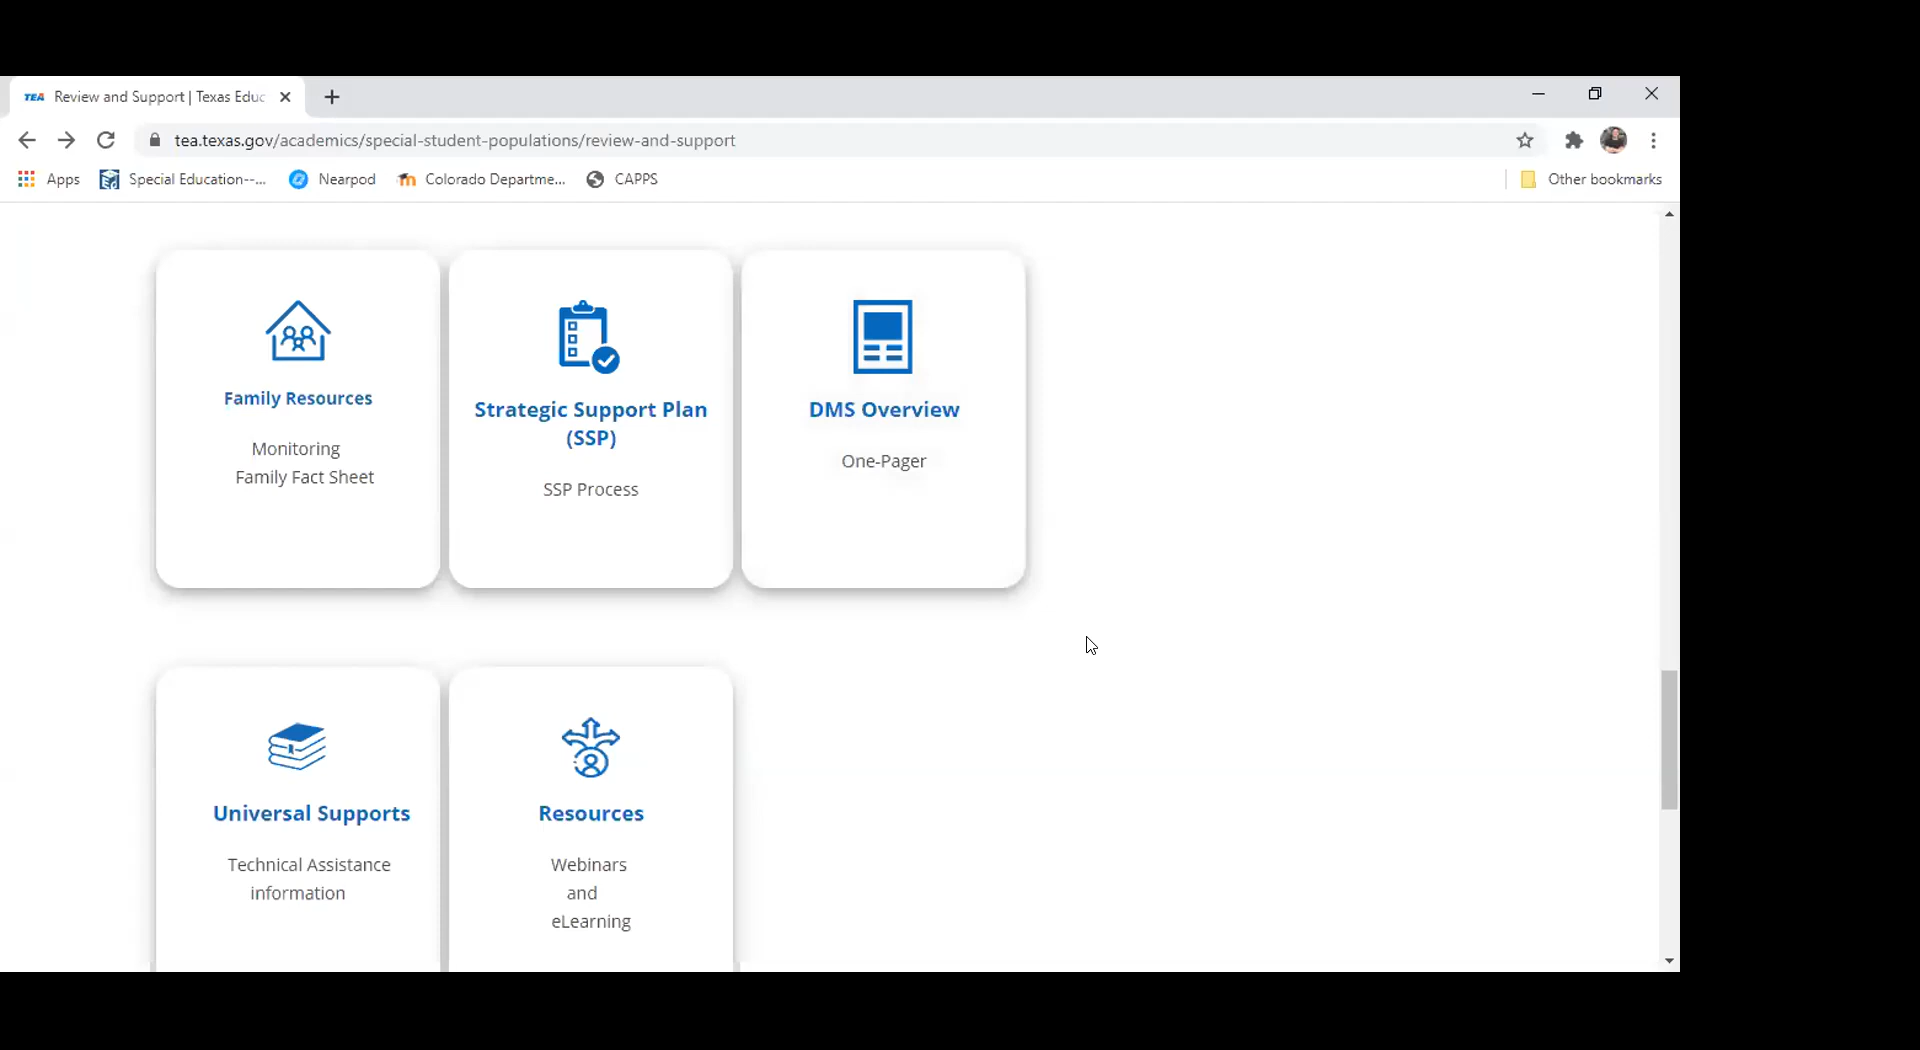 TEA Review and Support | Texas Educ
tea.texas.gov/academics/special-student-populations/review-and-support
Apps Special Education--... Nearpod Colorado Departme... CAPPS Other bookmarks
Family Resources
Monitoring
Family Fact Sheet
Strategic Support Plan
(SSP)
SSP Process
DMS Overview
One-Pager
Universal Supports
Technical Assistance
information
Resources
Webinars
and
eLearning